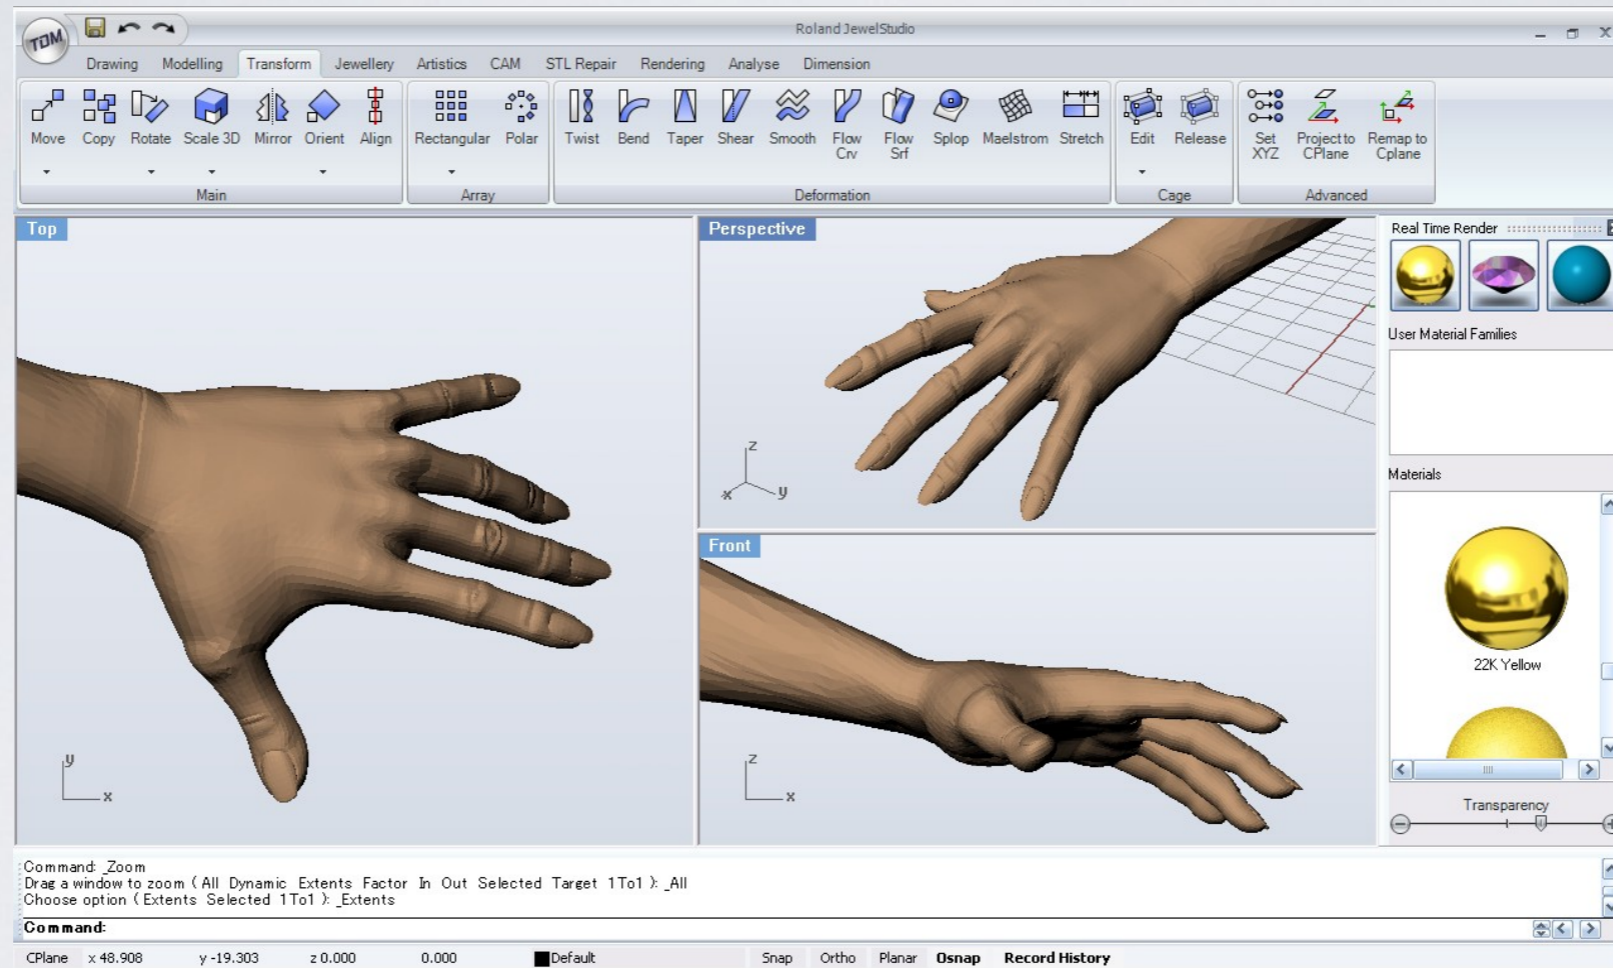 TDM
Roland JewelStudio
Drawing Modelling Transform Jewellery Artistics CAM STL Repair Rendering Analyse Dimension
Move Copy Rotate Scale 3D Mirror Orient Align Rectangular Polar Twist Bend Taper Shear Smooth Flow Crv Flow Srf Splop Maelstrom Stretch Edit Release Set XYZ Project to CPlane Remap to Cplane
Main Array Deformation Cage Advanced
Top
Perspective
Real Time Render
User Material Families
z
x y
Materials
Front
22K Yellow
y
x
z
x
Transparency
Command: _Zoom
Drag a window to zoom ( All Dynamic Extents Factor In Out Selected Target 1To1 ): _All
Choose option ( Extents Selected 1To1 ): _Extents
Command:
CPlane x 48.908 y -19.303 z 0.000 0.000 Default Snap Ortho Planar Osnap Record History